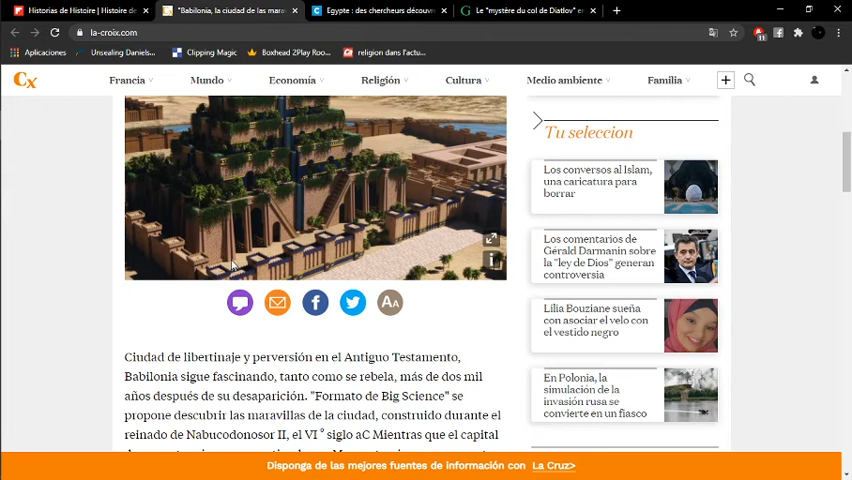 Historias de Histoire | Histoire de
"Babilonia, la ciudad de las mara
Egypte : des chercheurs découvr
Le "mystère du col de Diatlov" e
la-croix.com
11
Aplicaciones
Unsealing Daniels...
Clipping Magic
Boxhead 2Play Roo...
religion dans l'actu...
Cx
Francia
Mundo
Economía
Religión
Cultura
Medio ambiente
Familia
+
Tu seleccion
Los conversos al Islam,
una caricatura para
borrar
Los comentarios de
Gérald Darmanin sobre
la "ley de Dios" generan
controversia
Lilia Bouziane sueña
con asociar el velo con
el vestido negro
En Polonia, la
simulación de la
invasión rusa se
convierte en un fiasco
i
f
AA
Ciudad de libertinaje y perversión en el Antiguo Testamento,
Babilonia sigue fascinando, tanto como se rebela, más de dos mil
años después de su desaparición. "Formato de Big Science" se
propone descubrir las maravillas de la ciudad, construido durante el
reinado de Nabucodonosor II, el VI º siglo aC Mientras que el capital
Disponga de las mejores fuentes de información con La Cruz>